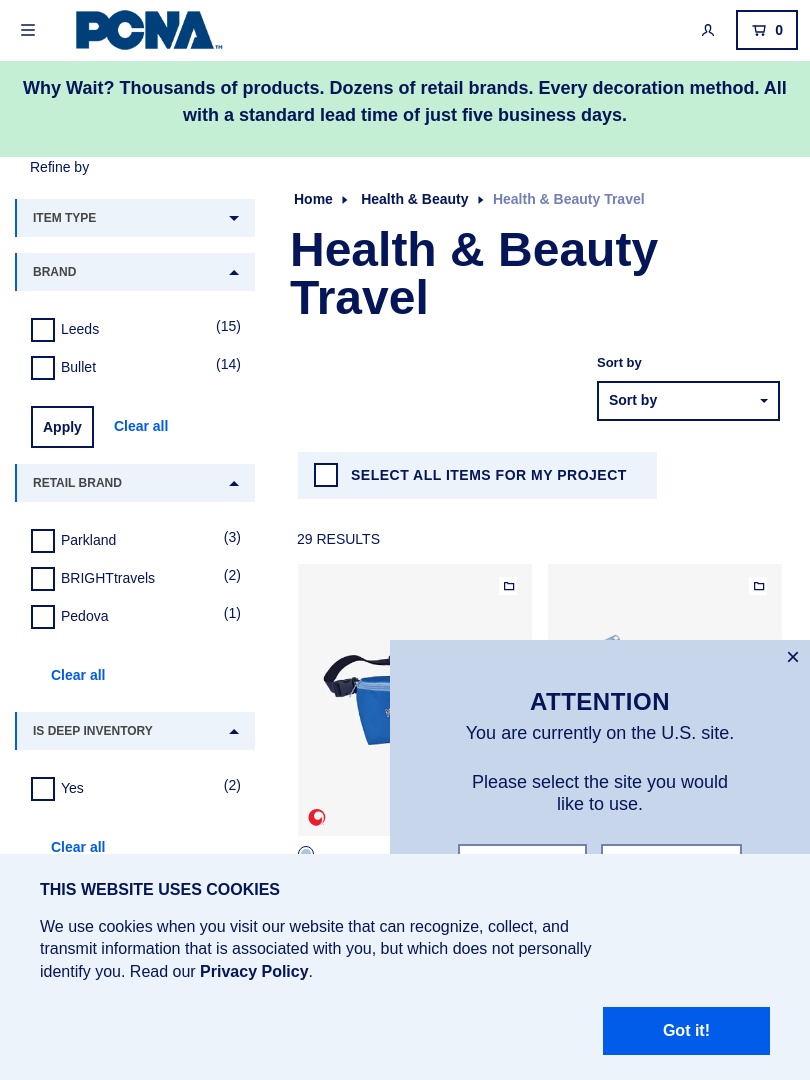 PCNA™
0
Why Wait? Thousands of products. Dozens of retail brands. Every decoration method. All
with a standard lead time of just five business days.
Refine by
ITEM TYPE
BRAND
Leeds (15)
Bullet (14)
Apply Clear all
RETAIL BRAND
Parkland (3)
BRIGHTtravels (2)
Pedova (1)
Clear all
IS DEEP INVENTORY
Yes (2)
Clear all
Home Health & Beauty Health & Beauty Travel
Health & Beauty
Travel
Sort by
Sort by
SELECT ALL ITEMS FOR MY PROJECT
29 RESULTS
ATTENTION
You are currently on the U.S. site.
Please select the site you would
like to use.
THIS WEBSITE USES COOKIES
We use cookies when you visit our website that can recognize, collect, and
transmit information that is associated with you, but which does not personally
identify you. Read our Privacy Policy.
Got it!